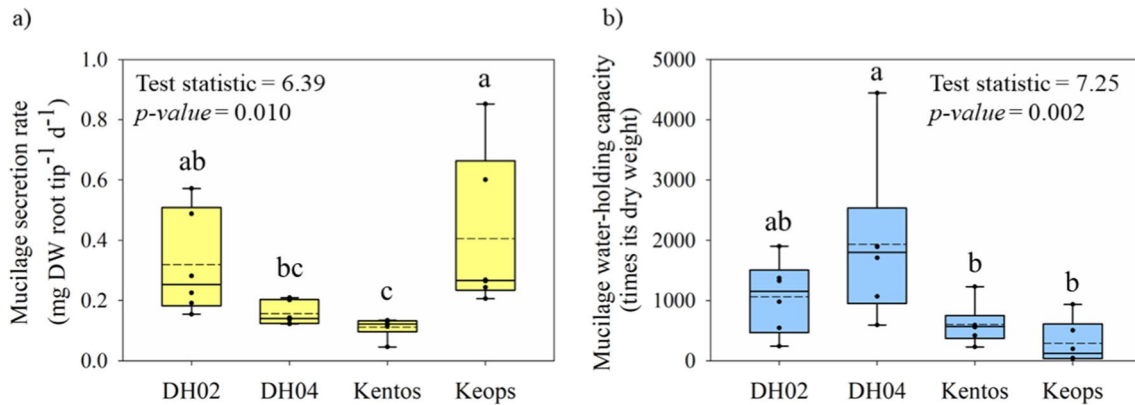 a)
Mucilage secretion rate
(mg DW root tip⁻¹ d⁻¹)
1.0
0.8
0.6
0.4
0.2
0.0
Test statistic = 6.39
p-value = 0.010
ab
bc
c
a
DH02 DH04 Kentos Keops
b)
Mucilage water-holding capacity
(times its dry weight)
5000
4000
3000
2000
1000
0
Test statistic = 7.25
p-value = 0.002
ab
a
b
b
DH02 DH04 Kentos Keops